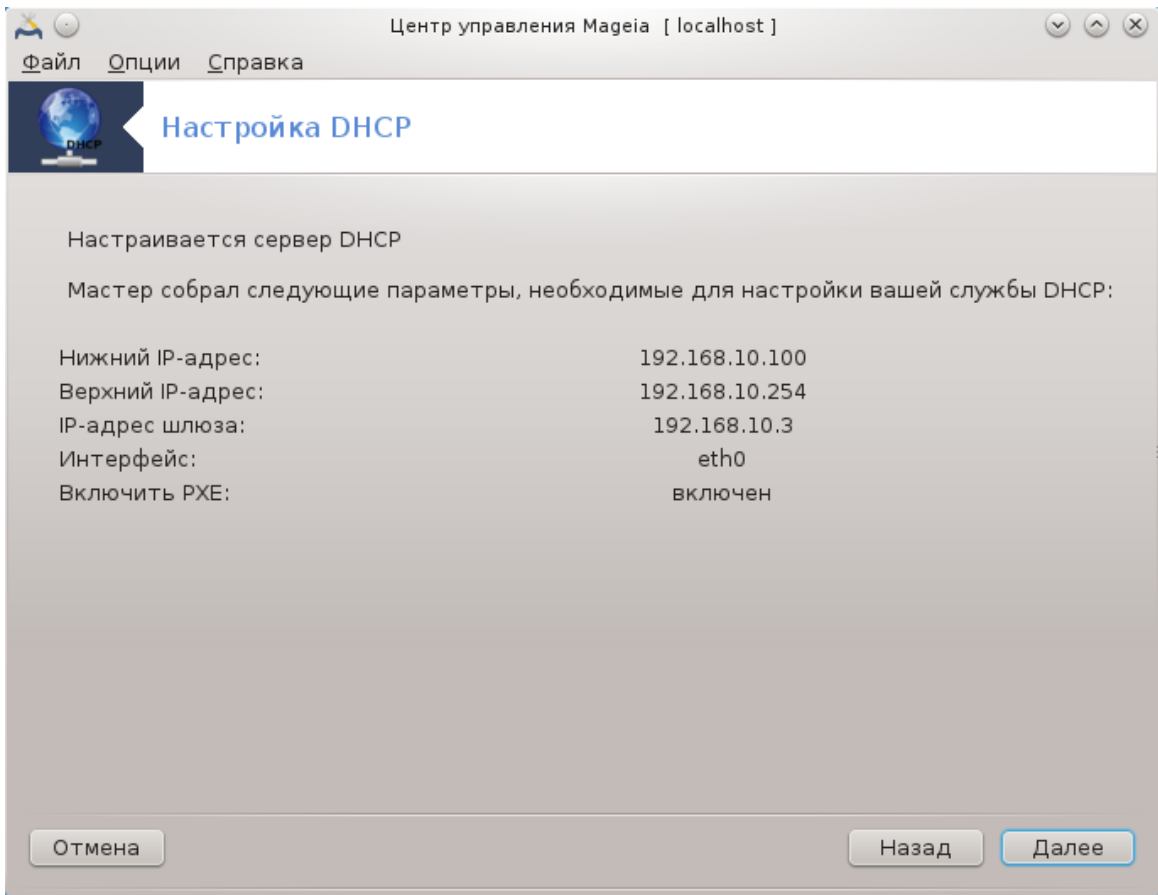 Центр управления Mageia [ localhost ]
Файл Опции Справка
DHCP
Настройка DHCP
Настраивается сервер DHCP
Мастер собрал следующие параметры, необходимые для настройки вашей службы DHCP:
Нижний IP-адрес: 192.168.10.100
Верхний IP-адрес: 192.168.10.254
IP-адрес шлюза: 192.168.10.3
Интерфейс: eth0
Включить PXE: включен
Отмена Назад Далее